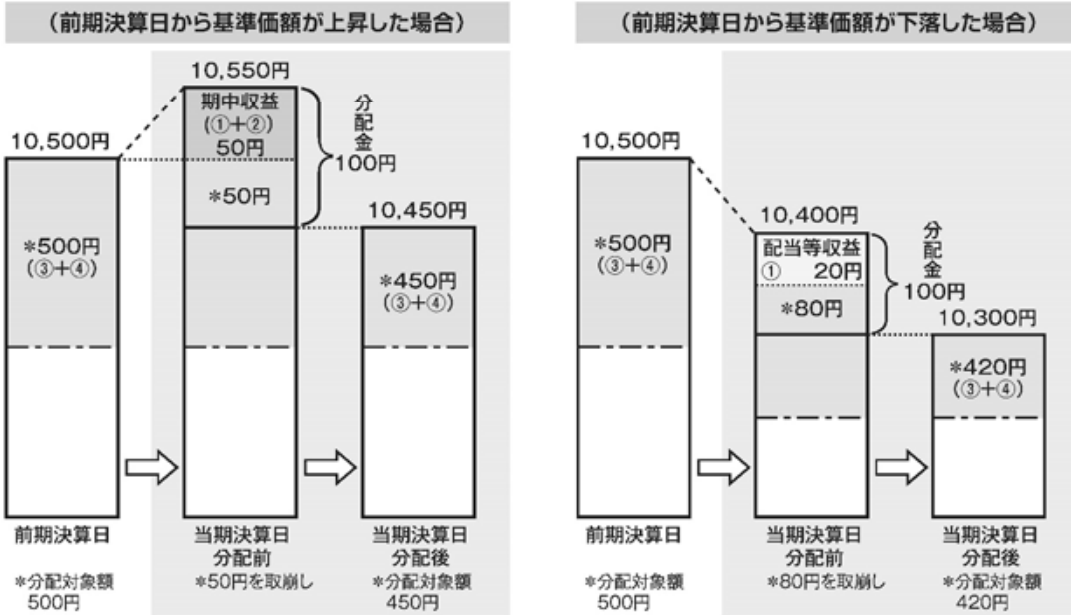 (前期決算日から基準価額が上昇した場合)
10,550円
期中収益
(①+②)
50円
*50円
分配金
100円
10,500円
*500円
(③+④)
10,450円
*450円
(③+④)
前期決算日
当期決算日
分配前
当期決算日
分配後
*分配対象額
500円
*50円を取崩し
*分配対象額
450円
(前期決算日から基準価額が下落した場合)
10,500円
*500円
(③+④)
10,400円
配当等収益
① 20円
*80円
分配金
100円
10,300円
*420円
(③+④)
前期決算日
当期決算日
分配前
当期決算日
分配後
*分配対象額
500円
*80円を取崩し
*分配対象額
420円